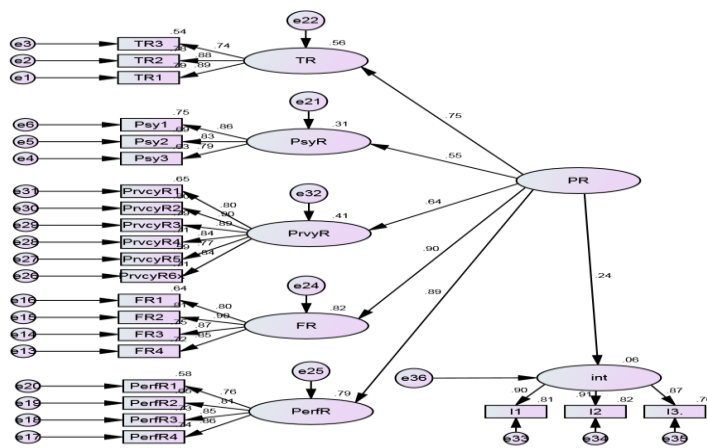 e22
.54
e3 TR3 .74 .56
e2 TR2 .88 TR
e1 TR1 .89
.75
e21
.75
e6 Psy1 .86 .31
e5 Psy2 .83 PsyR
e4 Psy3 .79
.55
PR
e32
.65
e31 PrvcyR1 .80 .64
e30 PrvcyR2 .90 .41
e29 PrvcyR3 .89 PrvyR
e28 PrvcyR4 .84
e27 PrvcyR5 .77
e26 PrvcyR6 .84
.90
.24
e24
.64
e16 FR1 .80 .89
e15 FR2 .82
e14 FR3 .87 FR
e13 FR4 .85
.72
e25
.58
e20 PerfR1 .76 .79
e19 PerfR2 .81 PerfR
e18 PerfR3 .85
e17 PerfR4 .86
.06
e36 int
.90 .91 .87
I1 .81 I2 .82 I3.
e33 e34 e35